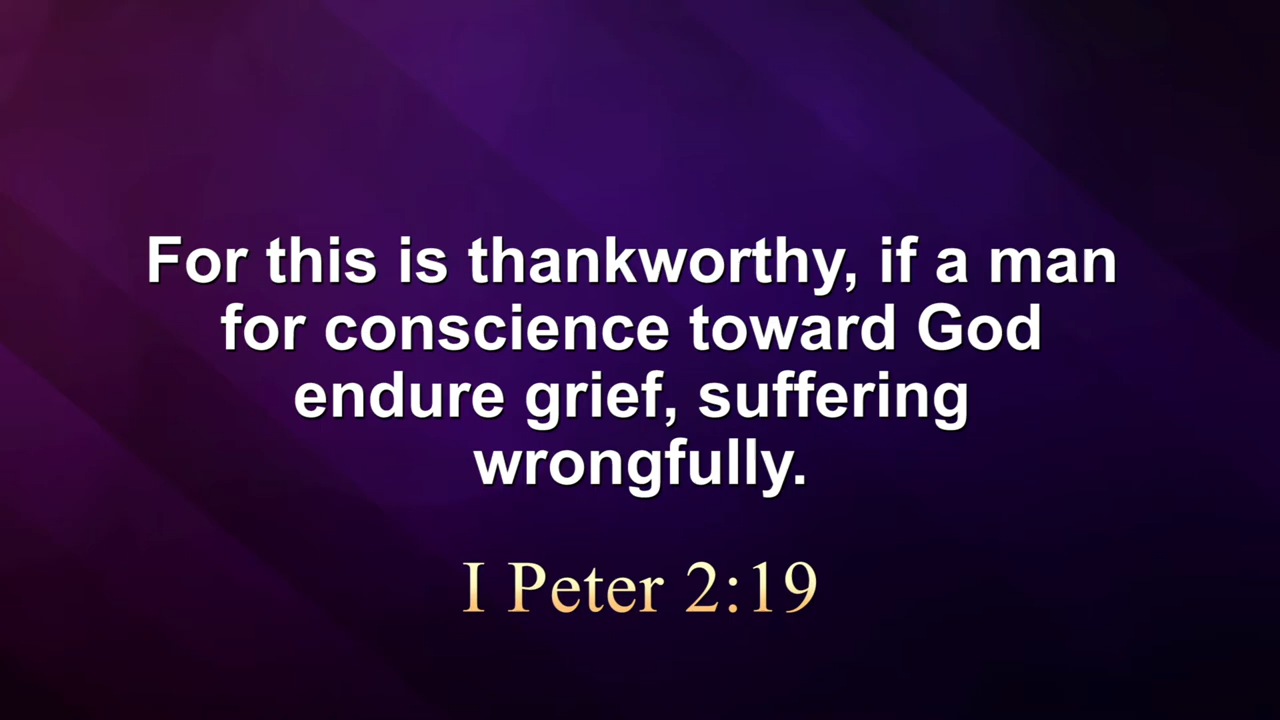 For this is thankworthy, if a man
for conscience toward God
endure grief, suffering
wrongfully.
I Peter 2:19